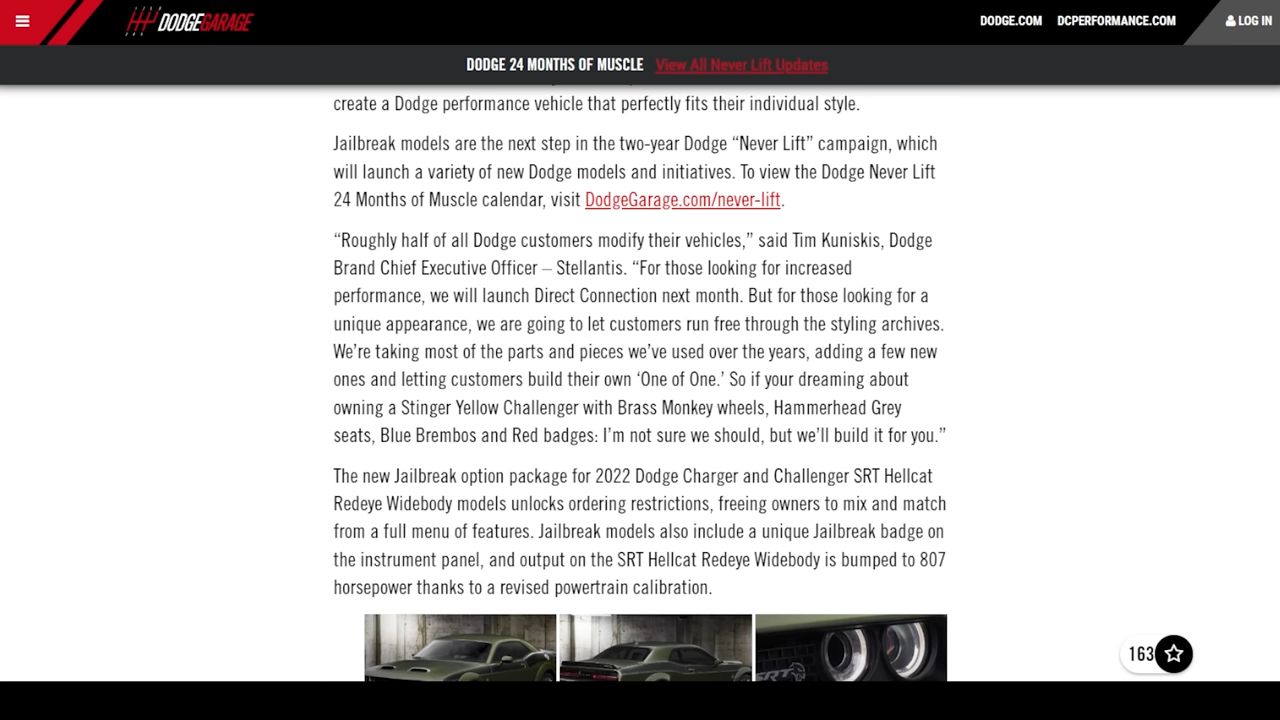 DODGEGARAGE
DODGE.COM DCPERFORMANCE.COM LOG IN
DODGE 24 MONTHS OF MUSCLE View All Never Lift Updates
create a Dodge performance vehicle that perfectly fits their individual style.
Jailbreak models are the next step in the two-year Dodge “Never Lift” campaign, which
will launch a variety of new Dodge models and initiatives. To view the Dodge Never Lift
24 Months of Muscle calendar, visit DodgeGarage.com/never-lift.
“Roughly half of all Dodge customers modify their vehicles,” said Tim Kuniskis, Dodge
Brand Chief Executive Officer – Stellantis. “For those looking for increased
performance, we will launch Direct Connection next month. But for those looking for a
unique appearance, we are going to let customers run free through the styling archives.
We’re taking most of the parts and pieces we’ve used over the years, adding a few new
ones and letting customers build their own ‘One of One.’ So if your dreaming about
owning a Stinger Yellow Challenger with Brass Monkey wheels, Hammerhead Grey
seats, Blue Brembos and Red badges: I’m not sure we should, but we’ll build it for you.”
The new Jailbreak option package for 2022 Dodge Charger and Challenger SRT Hellcat
Redeye Widebody models unlocks ordering restrictions, freeing owners to mix and match
from a full menu of features. Jailbreak models also include a unique Jailbreak badge on
the instrument panel, and output on the SRT Hellcat Redeye Widebody is bumped to 807
horsepower thanks to a revised powertrain calibration.
SRT
163